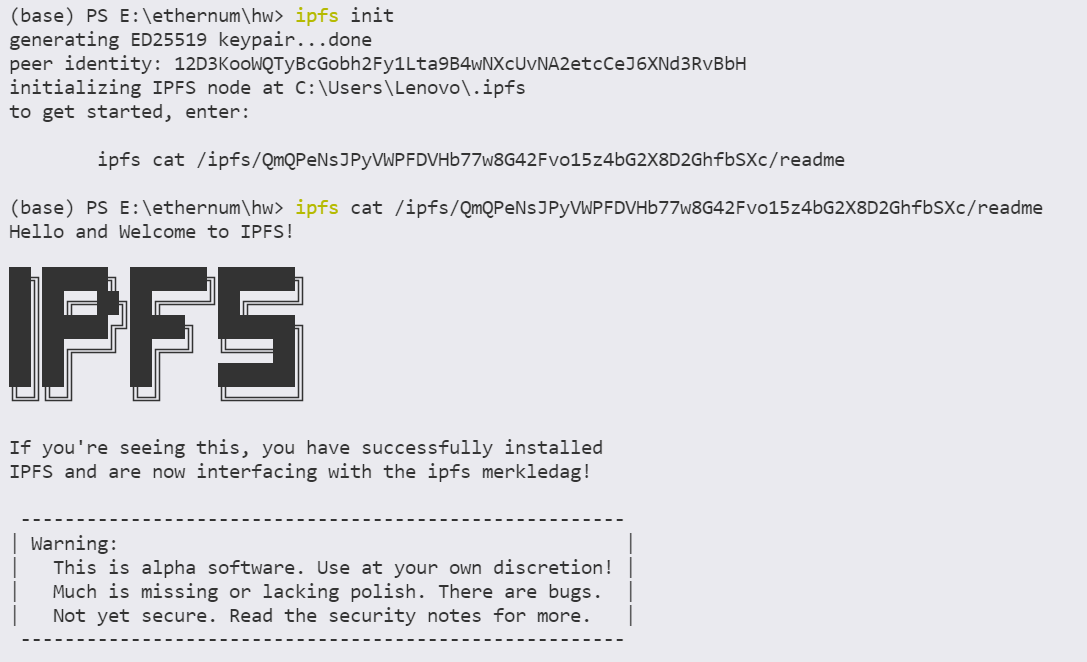 (base) PS E:\ethernum\hw> ipfs init
generating ED25519 keypair...done
peer identity: 12D3KooWQTyBcGobh2Fy1Lta9B4wNXcUvNA2etcCeJ6XNd3RvBbH
initializing IPFS node at C:\Users\Lenovo\.ipfs
to get started, enter:
ipfs cat /ipfs/QmQPeNsJPyVWPFDVHb77w8G42Fvo15z4bG2X8D2GhfbSXc/readme
(base) PS E:\ethernum\hw> ipfs cat /ipfs/QmQPeNsJPyVWPFDVHb77w8G42Fvo15z4bG2X8D2GhfbSXc/readme
Hello and Welcome to IPFS!
IPFS
If you're seeing this, you have successfully installed
IPFS and are now interfacing with the ipfs merkledag!
-------------------------------------------------------
| Warning: |
| This is alpha software. Use at your own discretion! |
| Much is missing or lacking polish. There are bugs. |
| Not yet secure. Read the security notes for more. |
-------------------------------------------------------